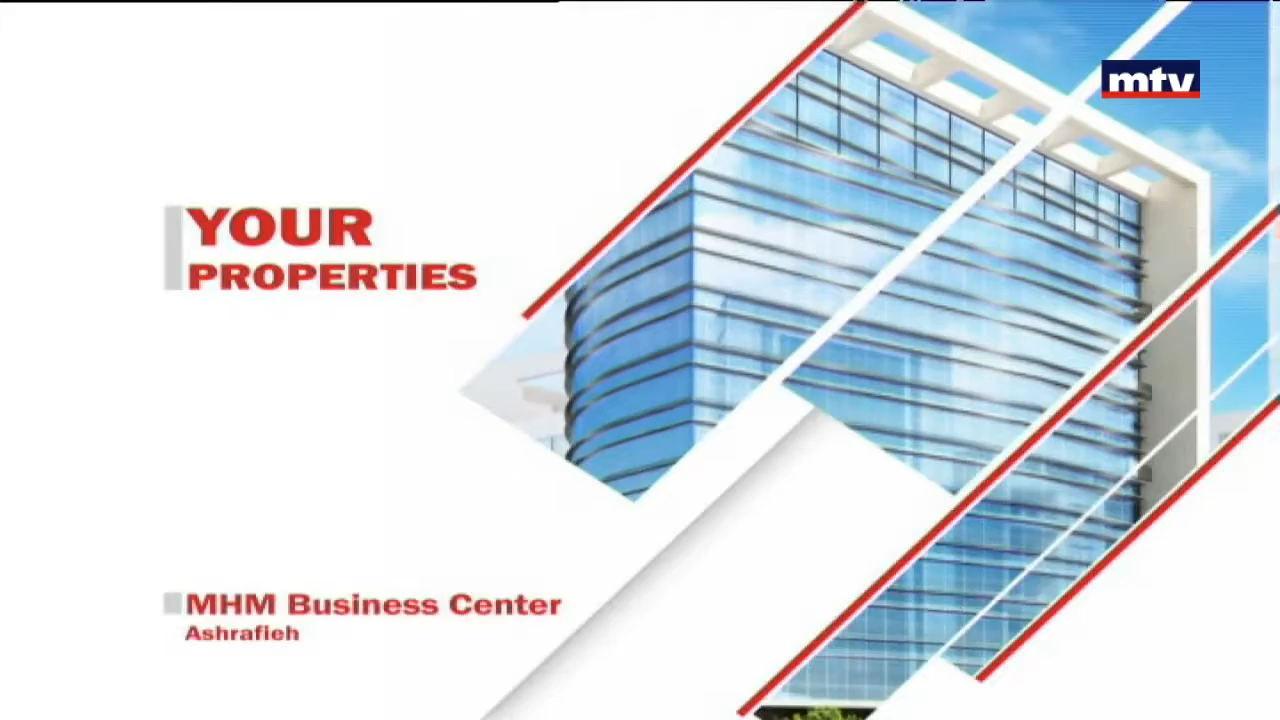 mtv
YOUR
PROPERTIES
MHM Business Center
Ashrafieh